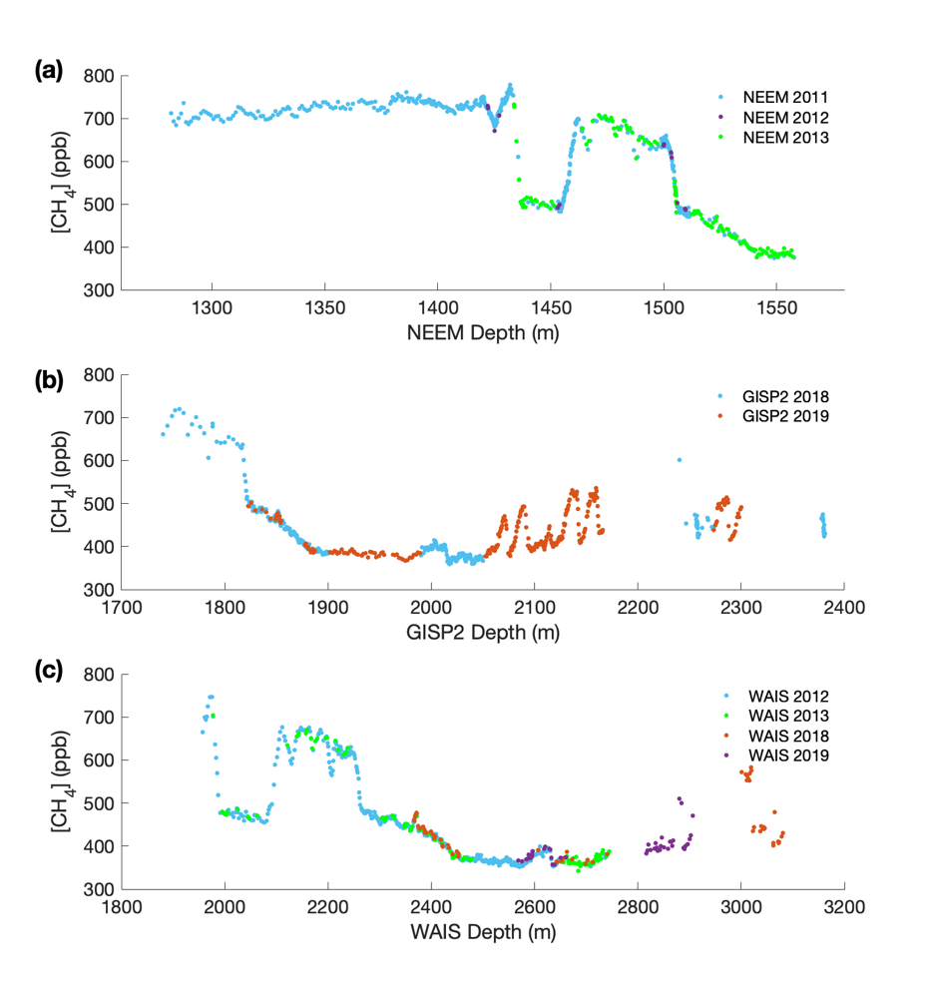 (a)
800
700
600
500
400
300
[CH4] (ppb)
NEEM 2011
NEEM 2012
NEEM 2013
1300 1350 1400 1450 1500 1550
NEEM Depth (m)
(b)
800
700
600
500
400
300
[CH4] (ppb)
GISP2 2018
GISP2 2019
1700 1800 1900 2000 2100 2200 2300 2400
GISP2 Depth (m)
(c)
800
700
600
500
400
300
[CH4] (ppb)
WAIS 2012
WAIS 2013
WAIS 2018
WAIS 2019
1800 2000 2200 2400 2600 2800 3000 3200
WAIS Depth (m)